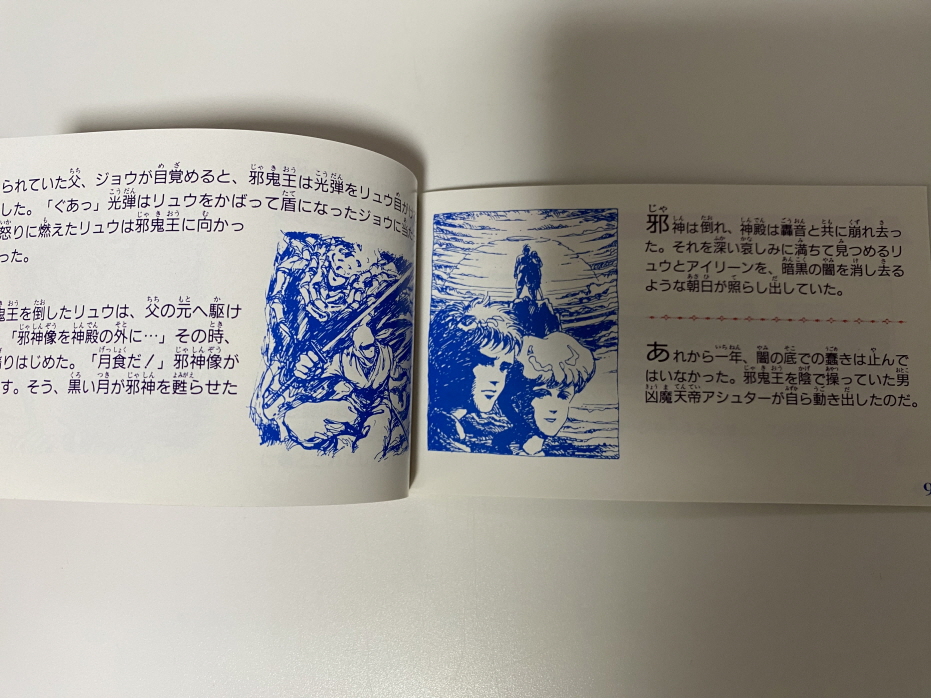 られていた父、ジョウが目覚めると、邪鬼王は光弾をリュウ目が
した。「ぐあっ」光弾はリュウをかばって盾になったジョウに当た
怒りに燃えたリュウは邪鬼王に向かっ
った。
鬼王を倒したリュウは、父の元へ駆け
「邪神像を神殿の外に…」その時、
りはじめた。「月食だ!」邪神像が
す。そう、黒い月が邪神を甦らせた
邪神は倒れ、神殿は轟音と共に崩れ去っ
た。それを深い哀しみに満ちて見つめるリ
ュウとアイリーンを、暗黒の闇を消し去る
ような朝日が照らし出していた。
あれから一年、闇の底での蠢きは止んで
はいなかった。邪鬼王を陰で操っていた男
凶魔天帝アシュターが自ら動き出したのだ。
9